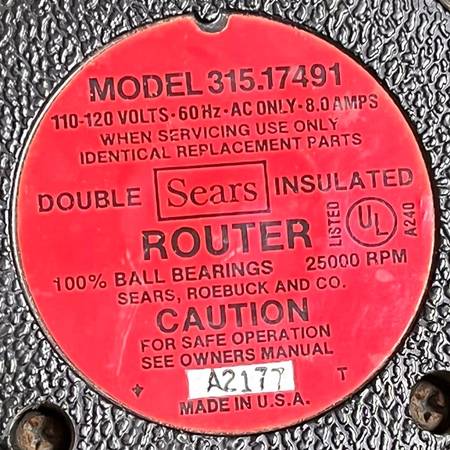 MODEL 315.17491
110-120 VOLTS·60 Hz·AC ONLY·8.0 AMPS
WHEN SERVICING USE ONLY
IDENTICAL REPLACEMENT PARTS
DOUBLE Sears INSULATED
LISTED UL A240
ROUTER
100% BALL BEARINGS 25000 RPM
SEARS, ROEBUCK AND CO.
CAUTION
FOR SAFE OPERATION
SEE OWNERS MANUAL
A2177 T
MADE IN U.S.A.